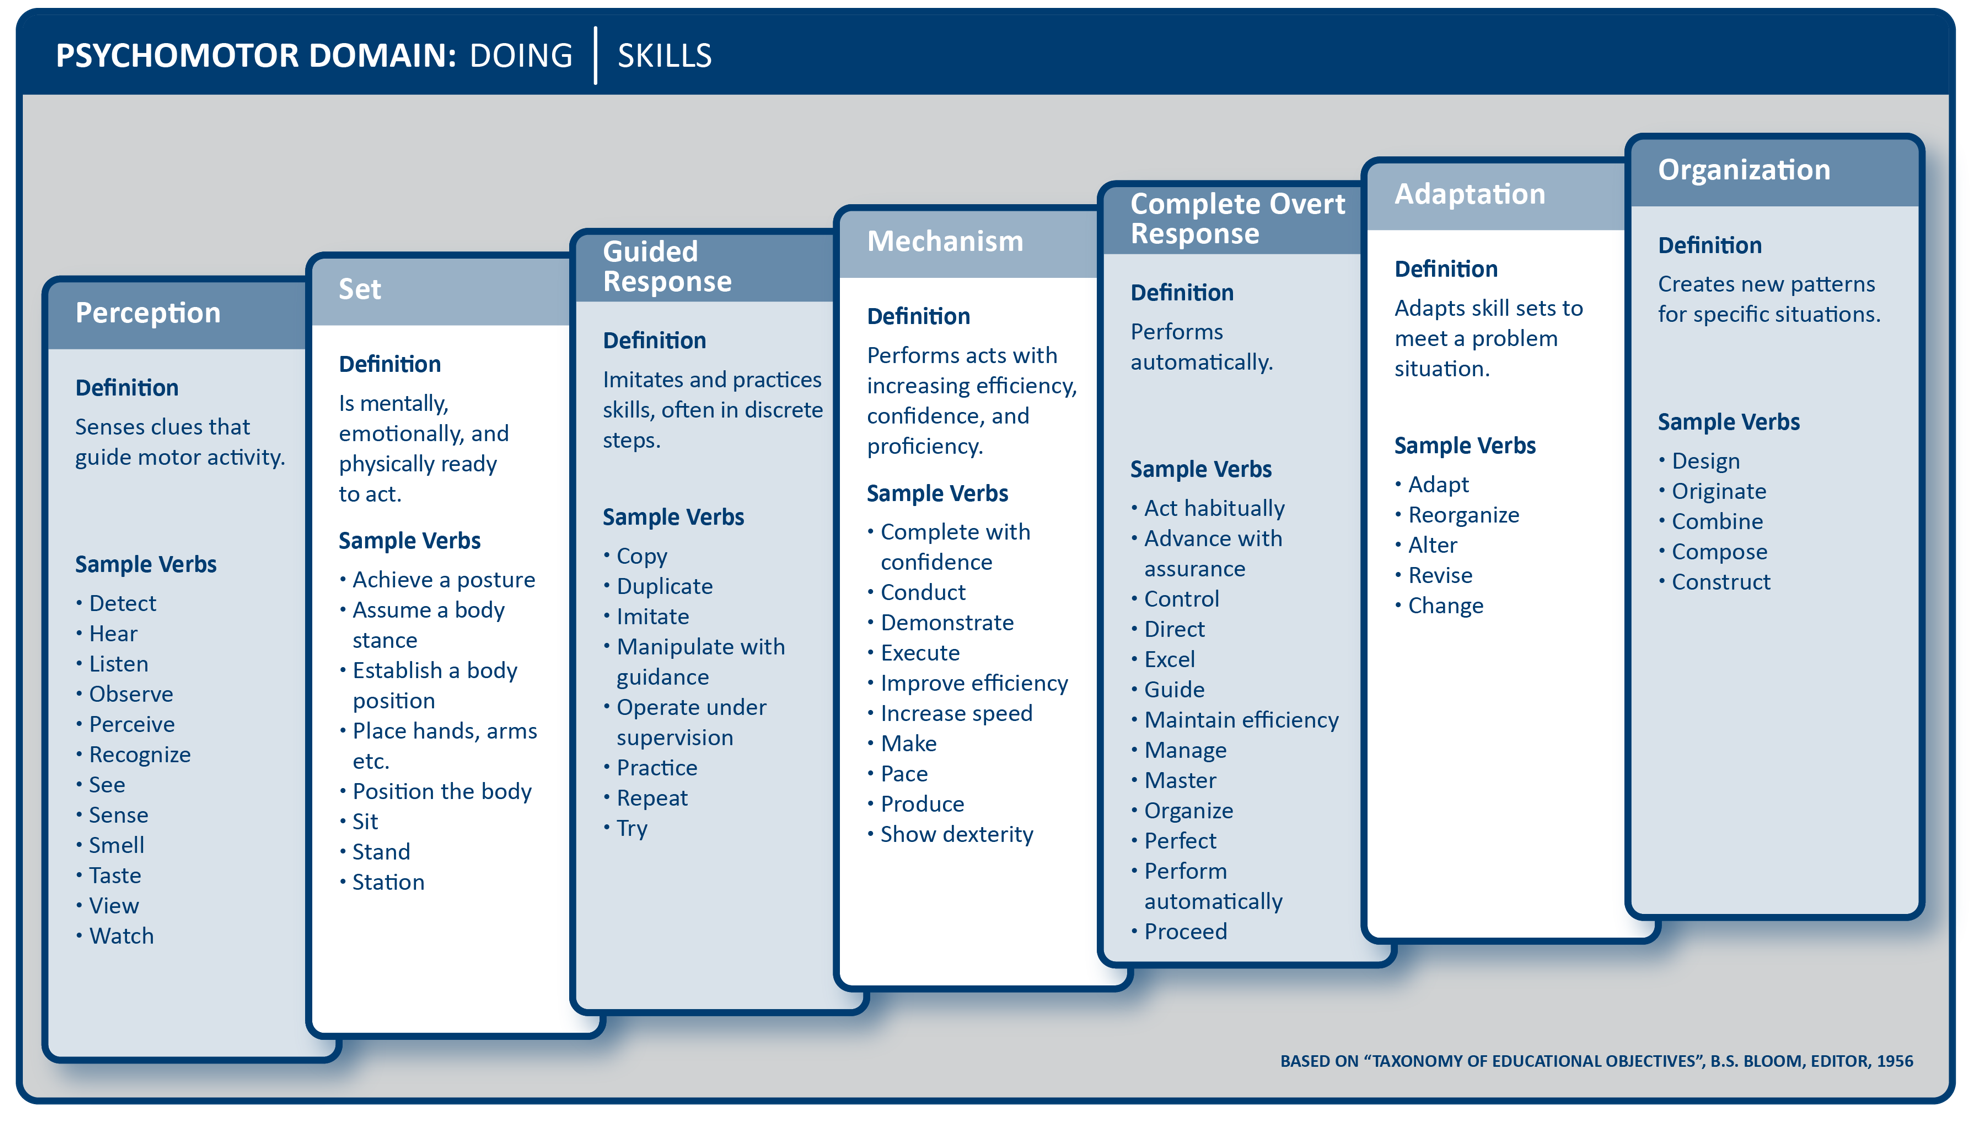 PSYCHOMOTOR DOMAIN: DOING | SKILLS
Perception
Definition
Senses clues that
guide motor activity.
Sample Verbs
• Detect
• Hear
• Listen
• Observe
• Perceive
• Recognize
• See
• Sense
• Smell
• Taste
• View
• Watch
Set
Definition
Is mentally,
emotionally, and
physically ready
to act.
Sample Verbs
• Achieve a posture
• Assume a body
stance
• Establish a body
position
• Place hands, arms
etc.
• Position the body
• Sit
• Stand
• Station
Guided
Response
Definition
Imitates and practices
skills, often in discrete
steps.
Sample Verbs
• Copy
• Duplicate
• Imitate
• Manipulate with
guidance
• Operate under
supervision
• Practice
• Repeat
• Try
Mechanism
Definition
Performs acts with
increasing efficiency,
confidence, and
proficiency.
Sample Verbs
• Complete with
confidence
• Conduct
• Demonstrate
• Execute
• Improve efficiency
• Increase speed
• Make
• Pace
• Produce
• Show dexterity
Complete Overt
Response
Definition
Performs
automatically.
Sample Verbs
• Act habitually
• Advance with
assurance
• Control
• Direct
• Excel
• Guide
• Maintain efficiency
• Manage
• Master
• Organize
• Perfect
• Perform
automatically
• Proceed
Adaptation
Definition
Adapts skill sets to
meet a problem
situation.
Sample Verbs
• Adapt
• Reorganize
• Alter
• Revise
• Change
Organization
Definition
Creates new patterns
for specific situations.
Sample Verbs
• Design
• Originate
• Combine
• Compose
• Construct
BASED ON “TAXONOMY OF EDUCATIONAL OBJECTIVES”, B.S. BLOOM, EDITOR, 1956